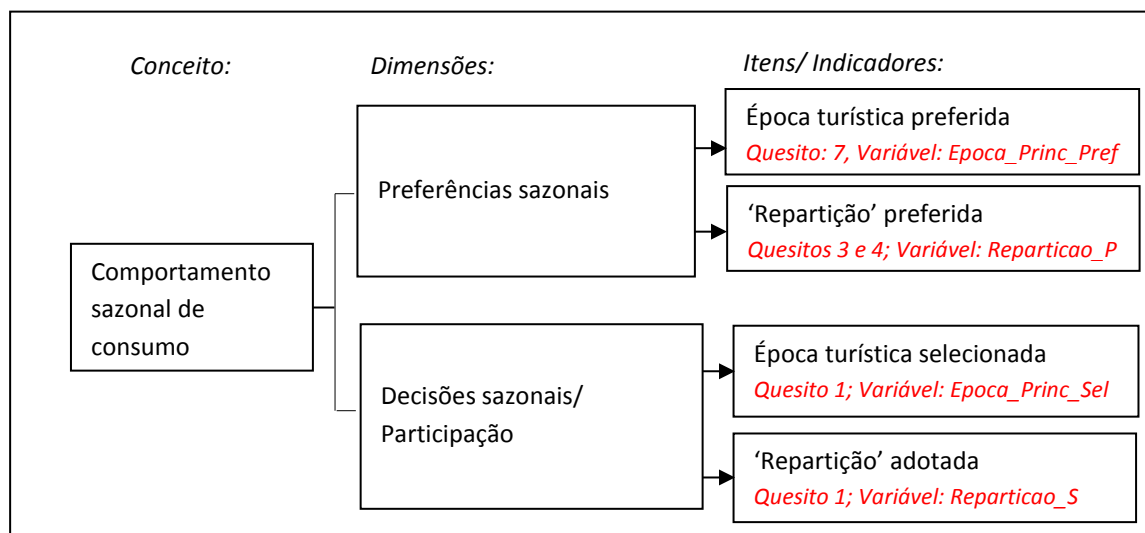 Conceito:
Dimensões:
Itens/ Indicadores:
Comportamento
sazonal de
consumo
Preferências sazonais
Época turística preferida
Quesito: 7, Variável: Epoca_Princ_Pref
‘Repartição’ preferida
Quesitos 3 e 4; Variável: Reparticao_P
Decisões sazonais/
Participação
Época turística selecionada
Quesito 1; Variável: Epoca_Princ_Sel
‘Repartição’ adotada
Quesito 1; Variável: Reparticao_S